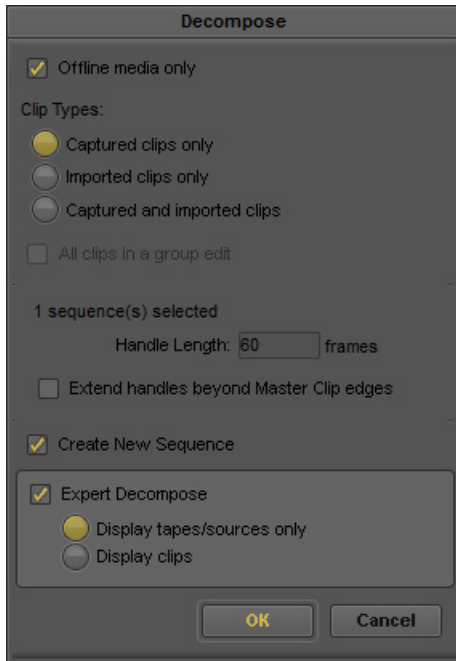 Decompose
Offline media only
Clip Types:
Captured clips only
Imported clips only
Captured and imported clips
All clips in a group edit
1 sequence(s) selected
Handle Length: 60 frames
Extend handles beyond Master Clip edges
Create New Sequence
Expert Decompose
Display tapes/sources only
Display clips
OK Cancel